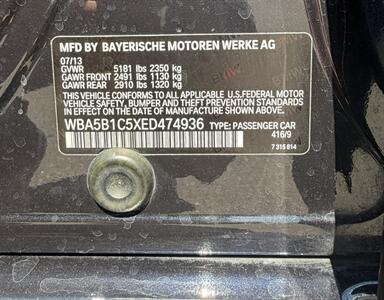 MFD BY BAYERISCHE MOTOREN WERKE AG
07/13
GVWR 5181 lbs 2350 kg
GAWR FRONT 2491 lbs 1130 kg
GAWR REAR 2910 lbs 1320 kg
THIS VEHICLE CONFORMS TO ALL APPLICABLE U.S.FEDERAL MOTOR
VEHICLE SAFETY, BUMPER AND THEFT PREVENTION STANDARDS IN
EFFECT ON THE DATE OF MANUFACTURE SHOWN ABOVE.
WBA5B1C5XED474936 TYPE: PASSENGER CAR
416/9
7 315 814